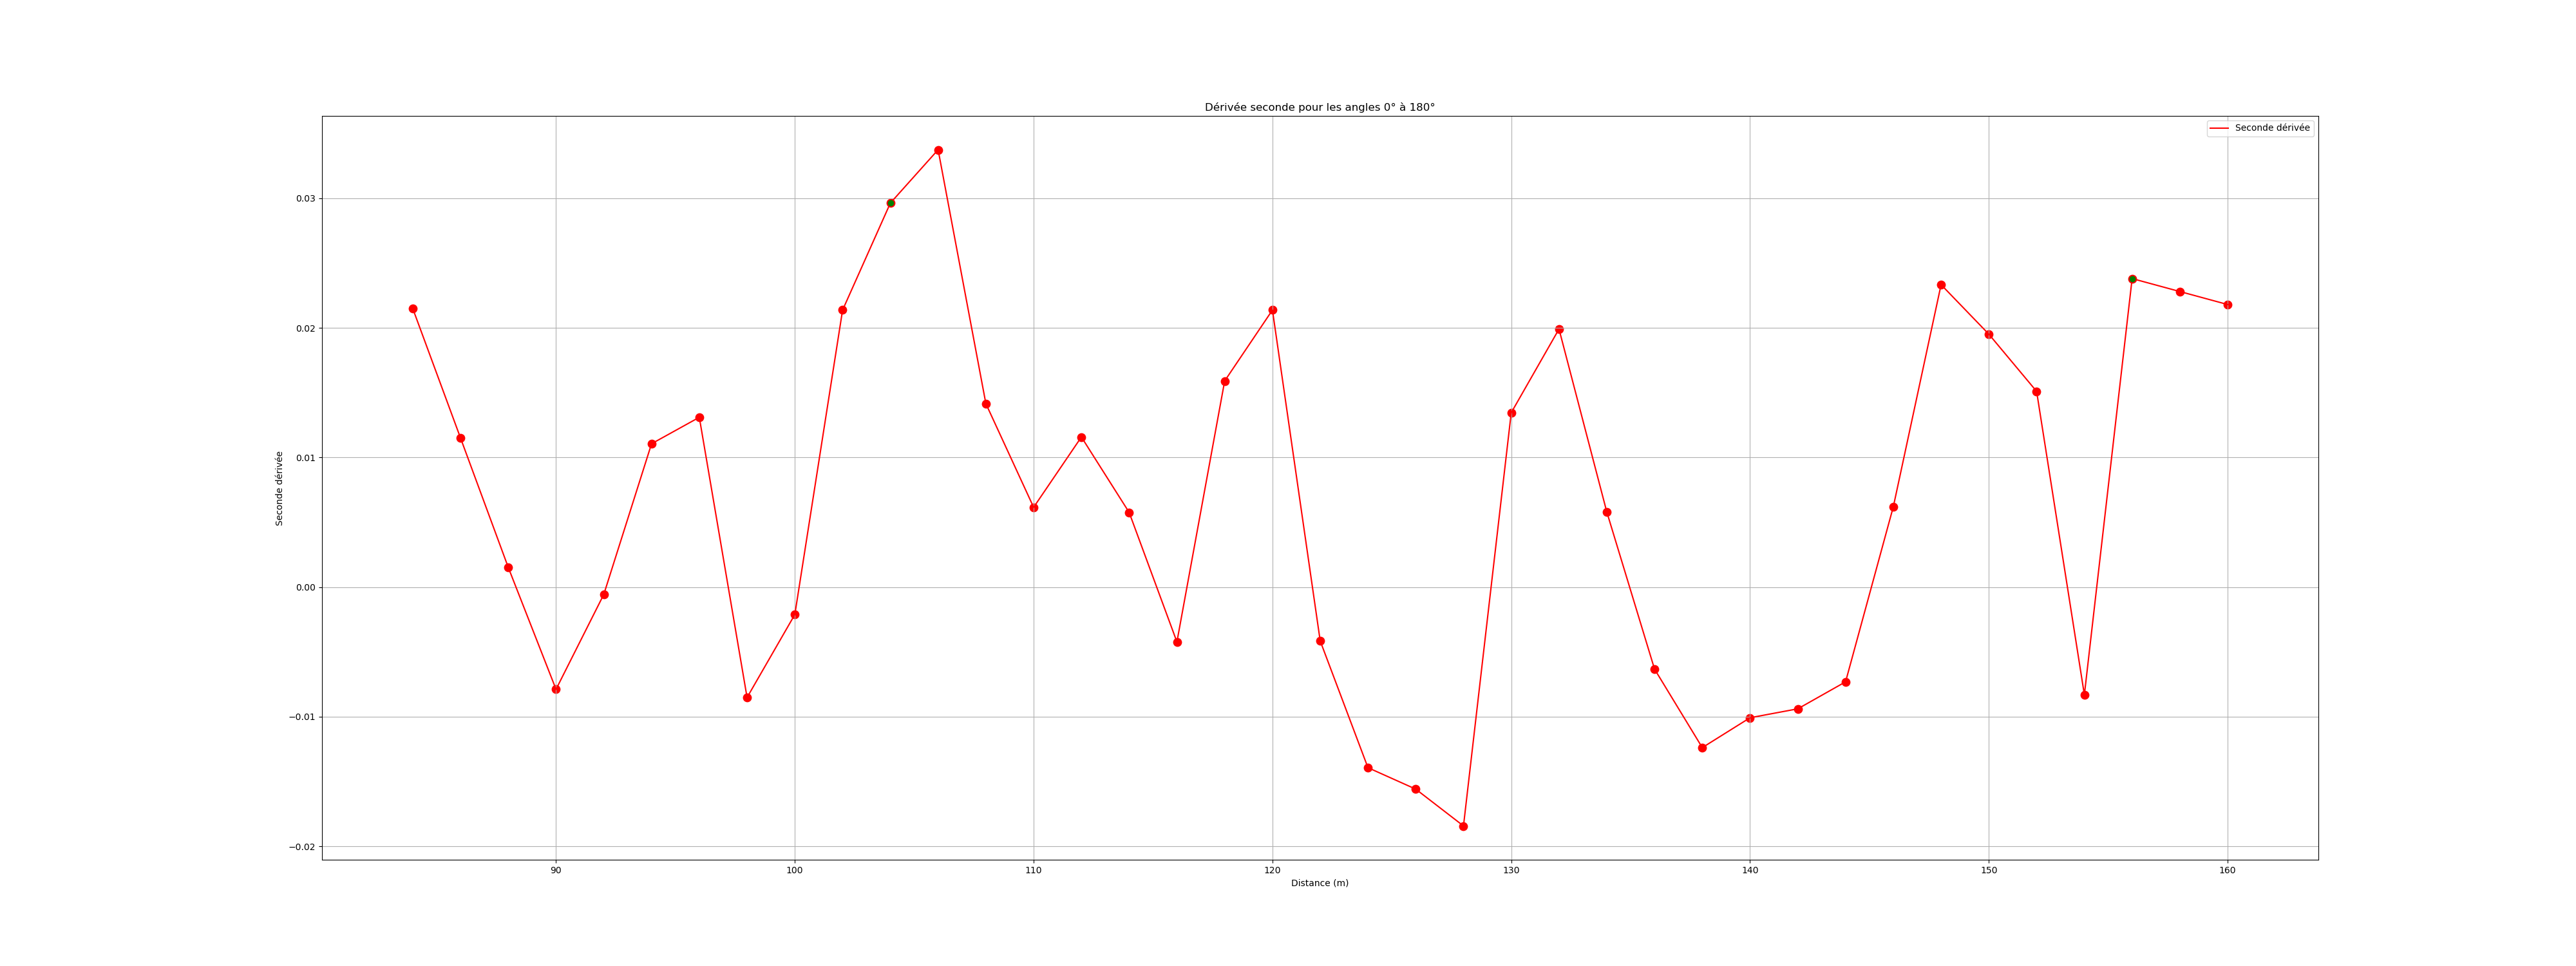 Dérivée seconde pour les angles 0° à 180°
Seconde dérivée
0.03
0.02
0.01
0.00
−0.01
−0.02
Seconde dérivée
90 100 110 120 130 140 150 160
Distance (m)